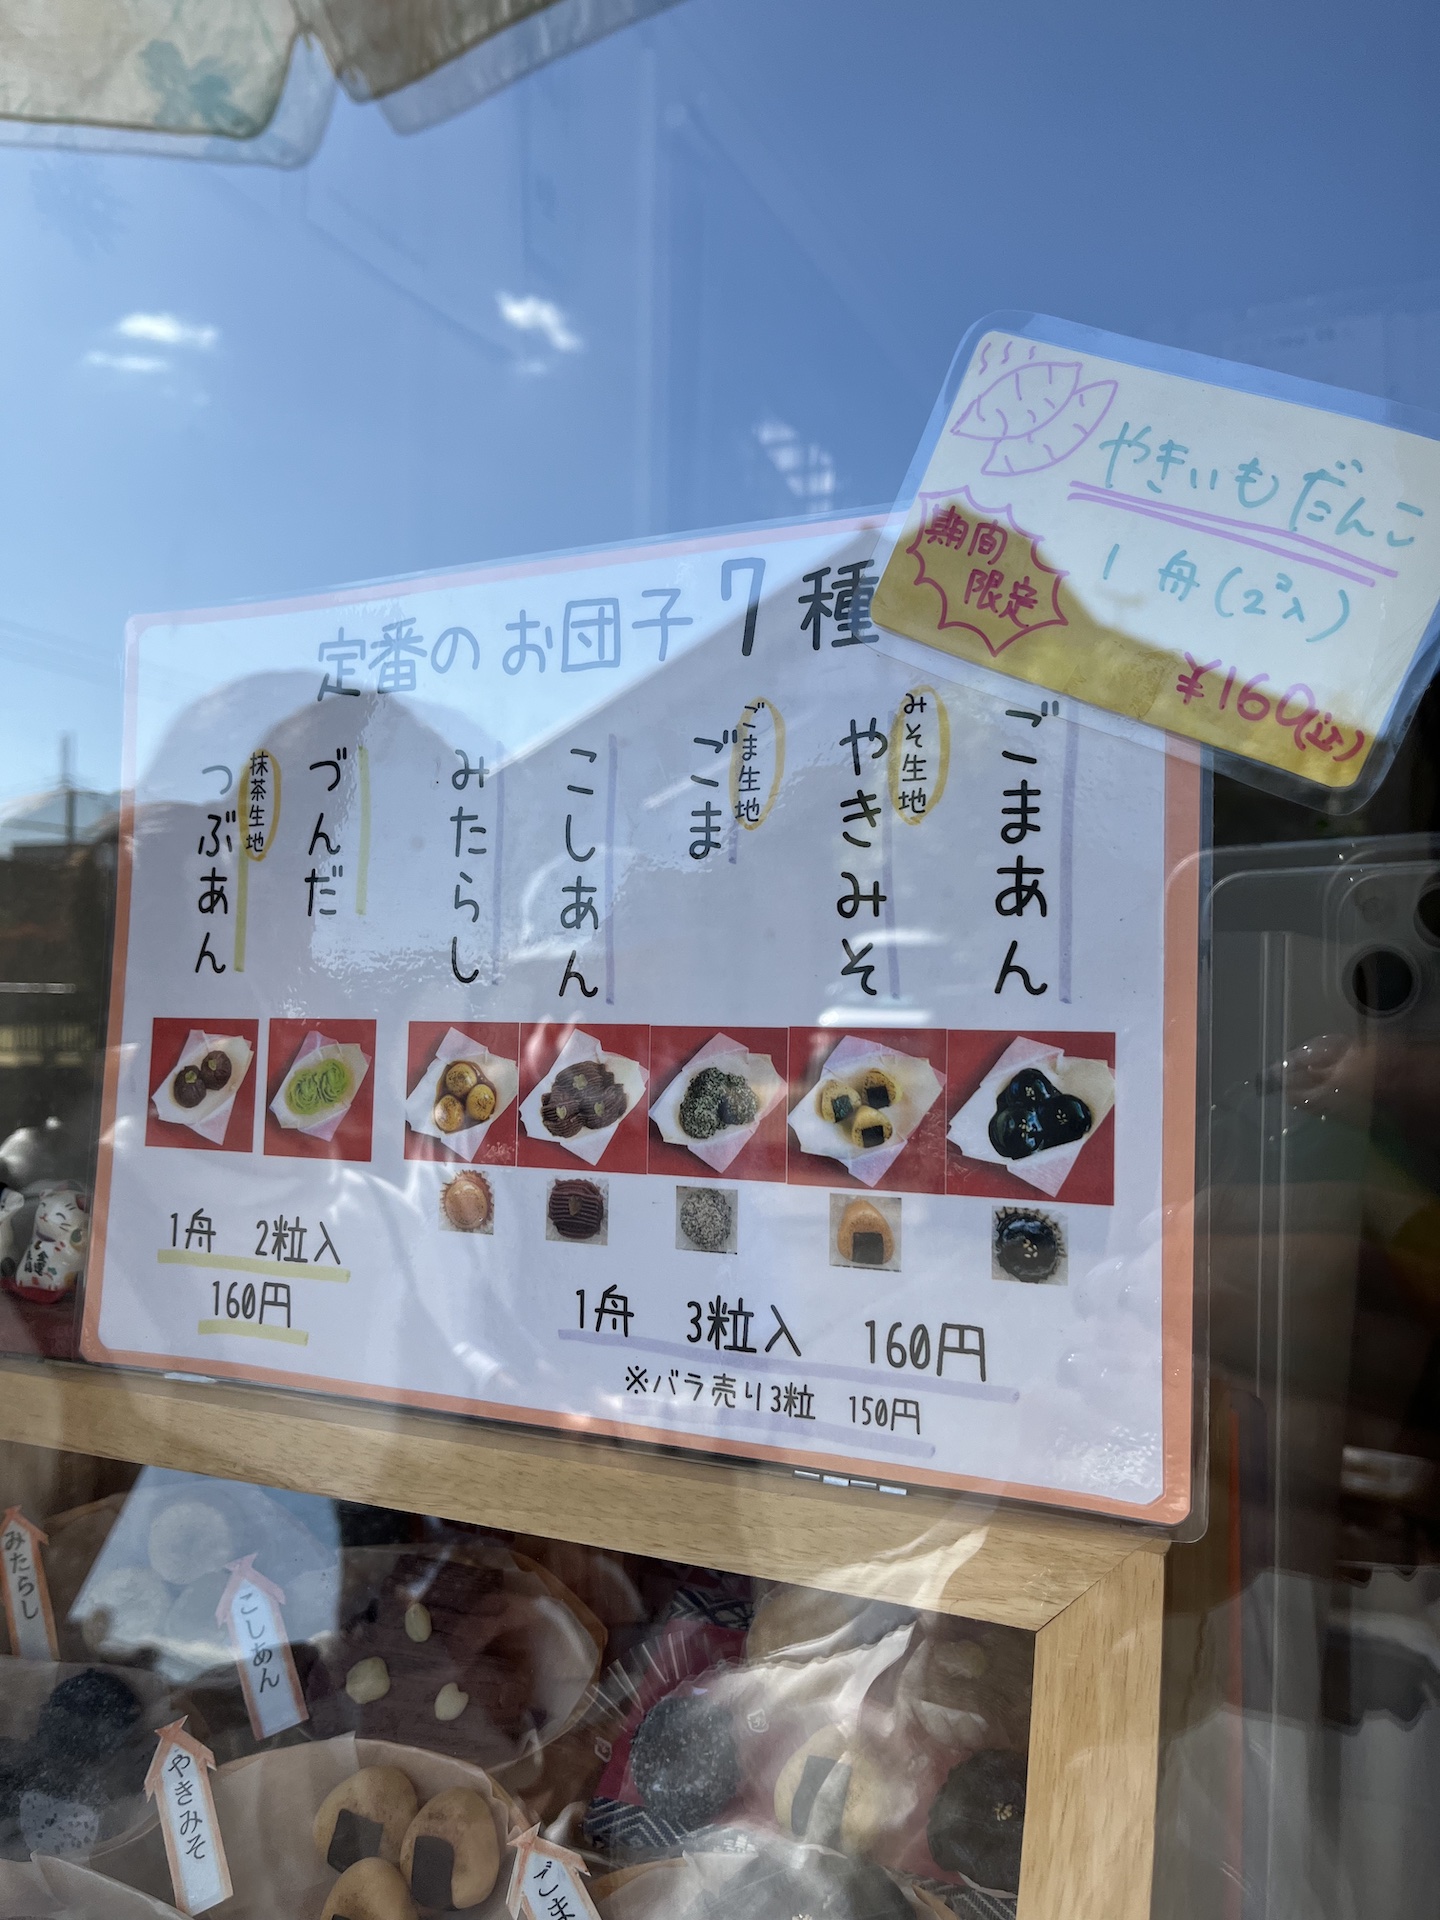 やきいもだんご
期間
限定
1舟(2コ入)
¥160(込)
定番のお団子7種
ごまあん
みそ生地
やきみそ
ごま生地
ごま
こしあん
みたらし
づんだ
抹茶生地
つぶあん
1舟 2粒入
160円
1舟 3粒入 160円
※バラ売り3粒 150円
みたらし
こしあん
やきみそ
ごま